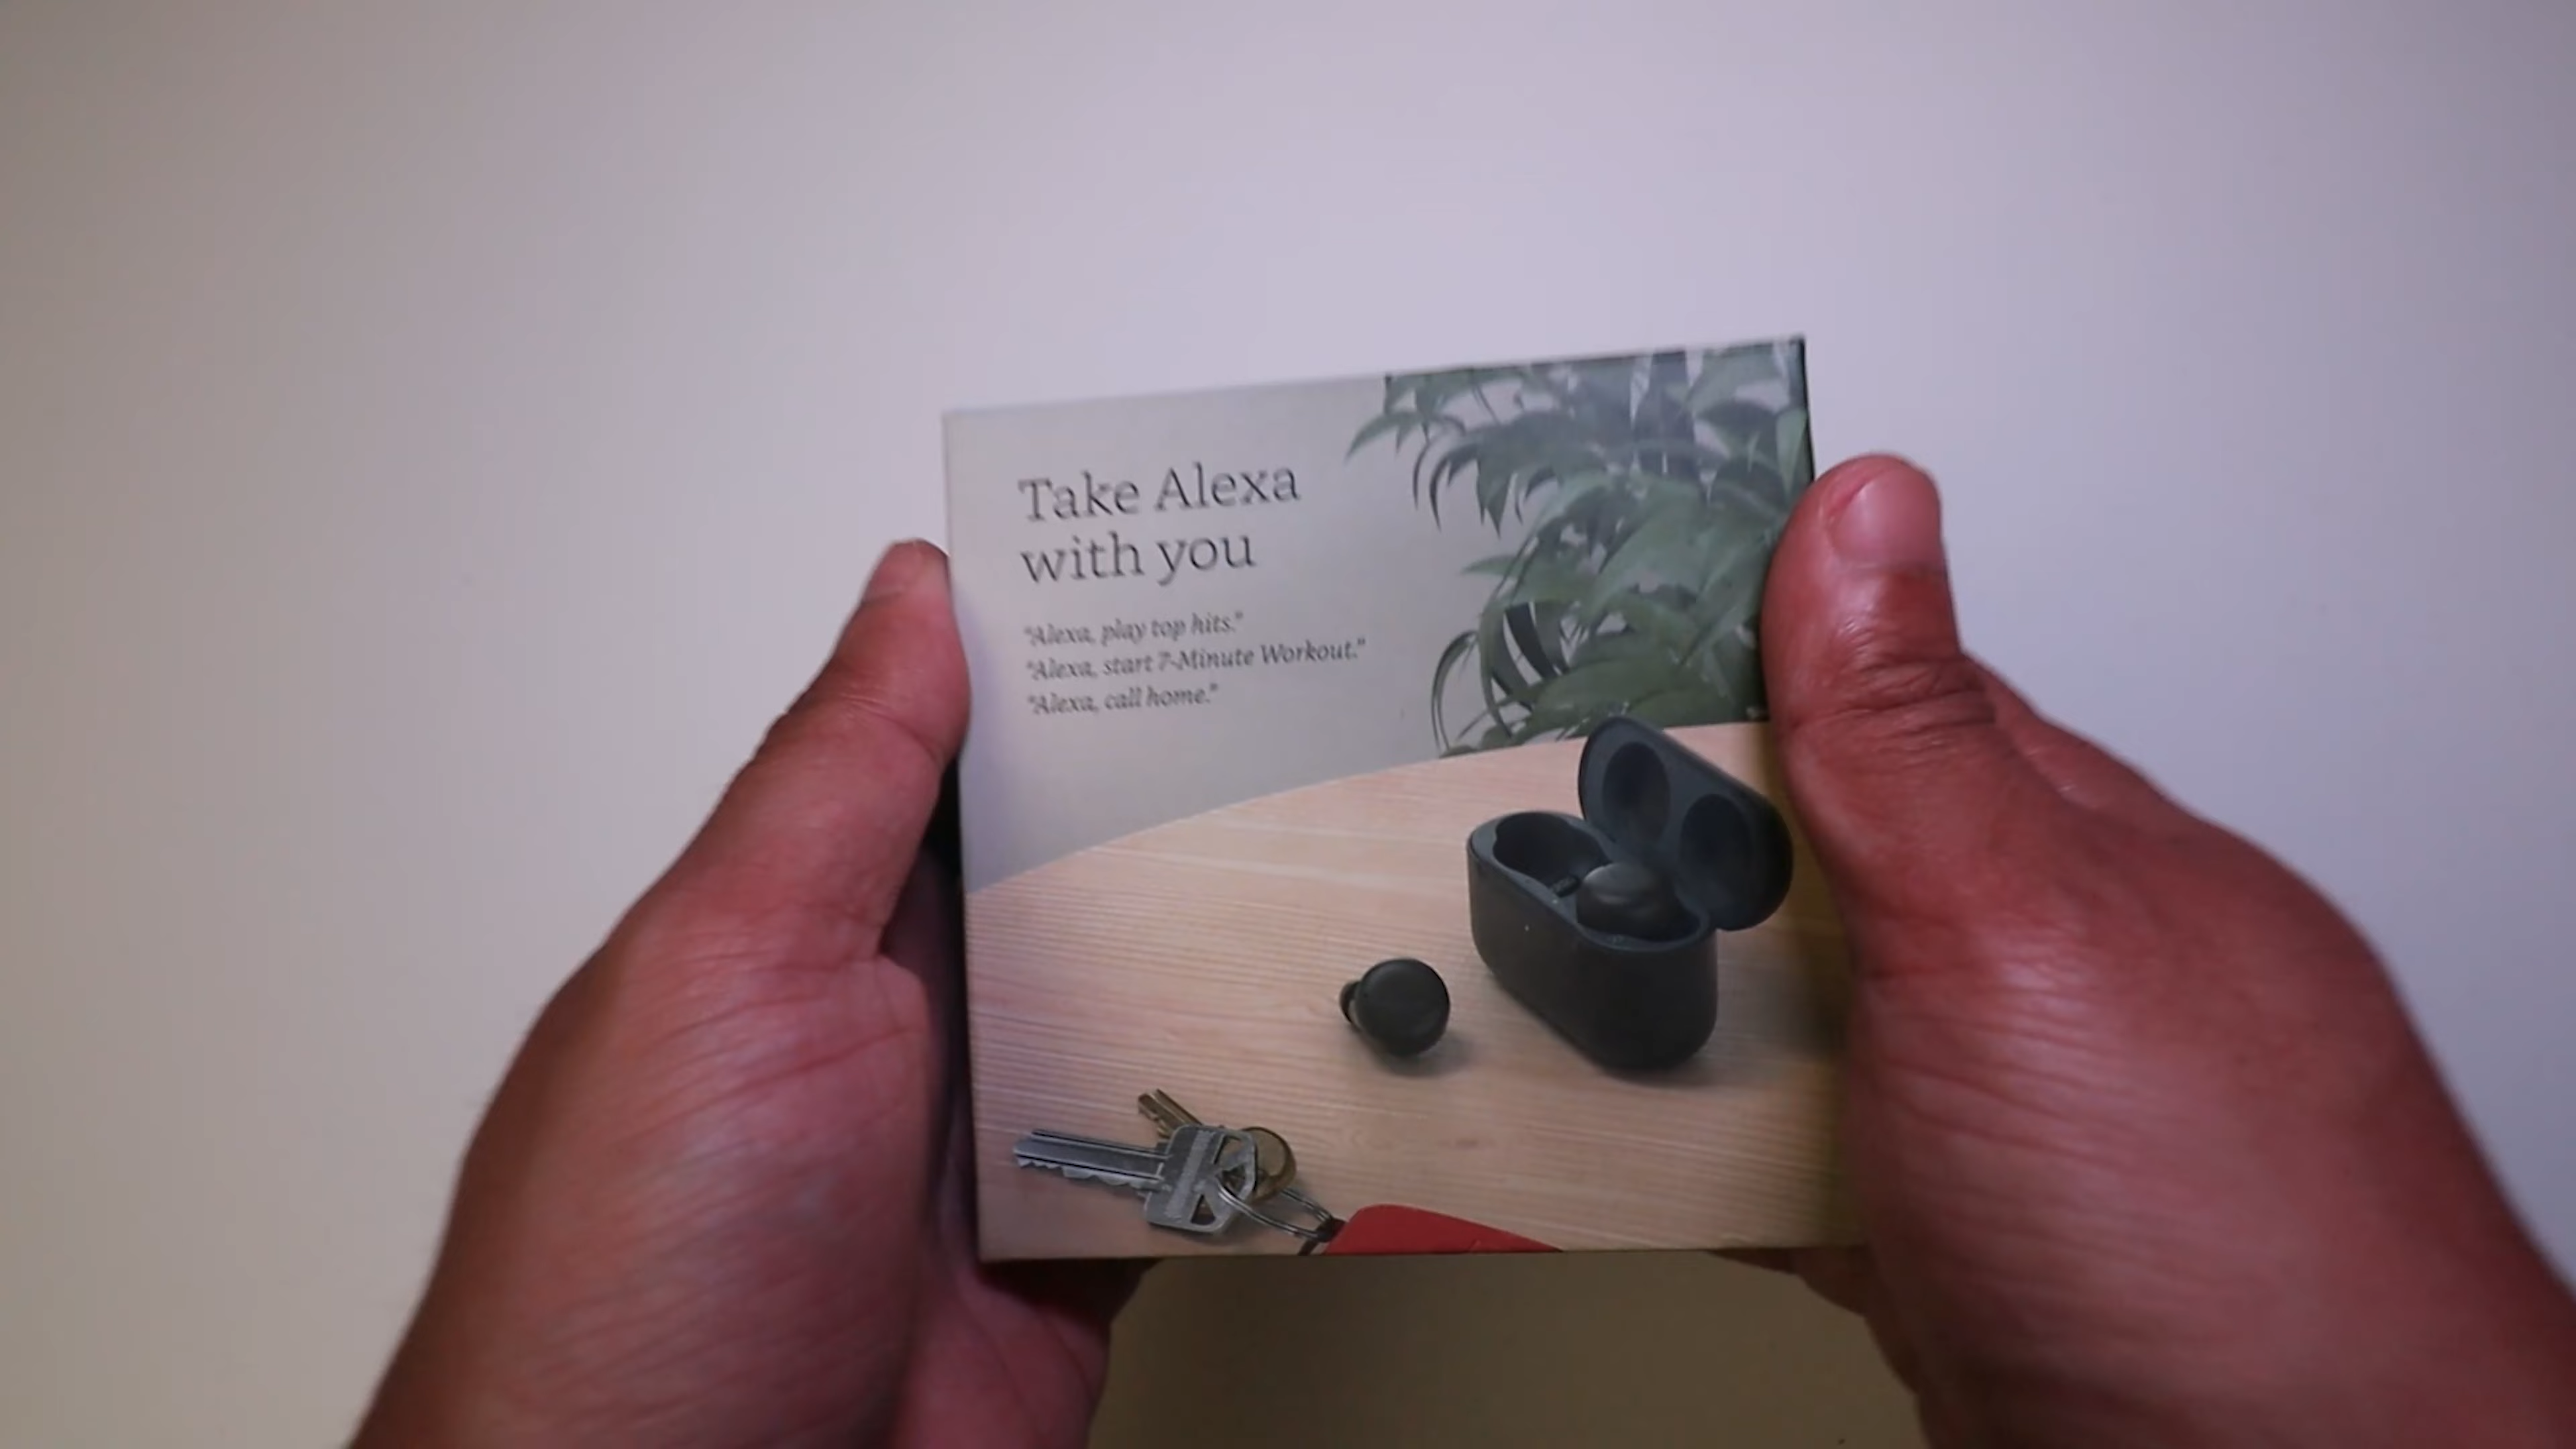 Take Alexa
with you
"Alexa, play top hits."
"Alexa, start 7-Minute Workout."
"Alexa, call home."